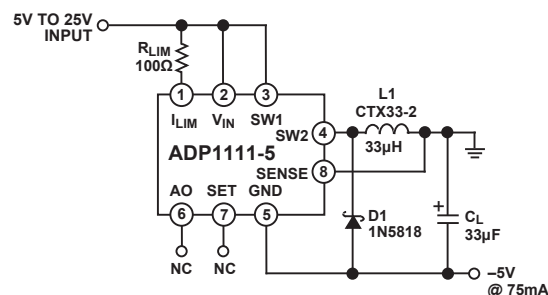 5V TO 25V
INPUT
RLIM
100Ω
1
2
3
ILIM
VIN
SW1
L1
CTX33-2
SW2
4
33µH
ADP1111-5
SENSE
8
AO
SET
GND
6
7
5
D1
1N5818
+
CL
33µF
NC
NC
–5V
@ 75mA